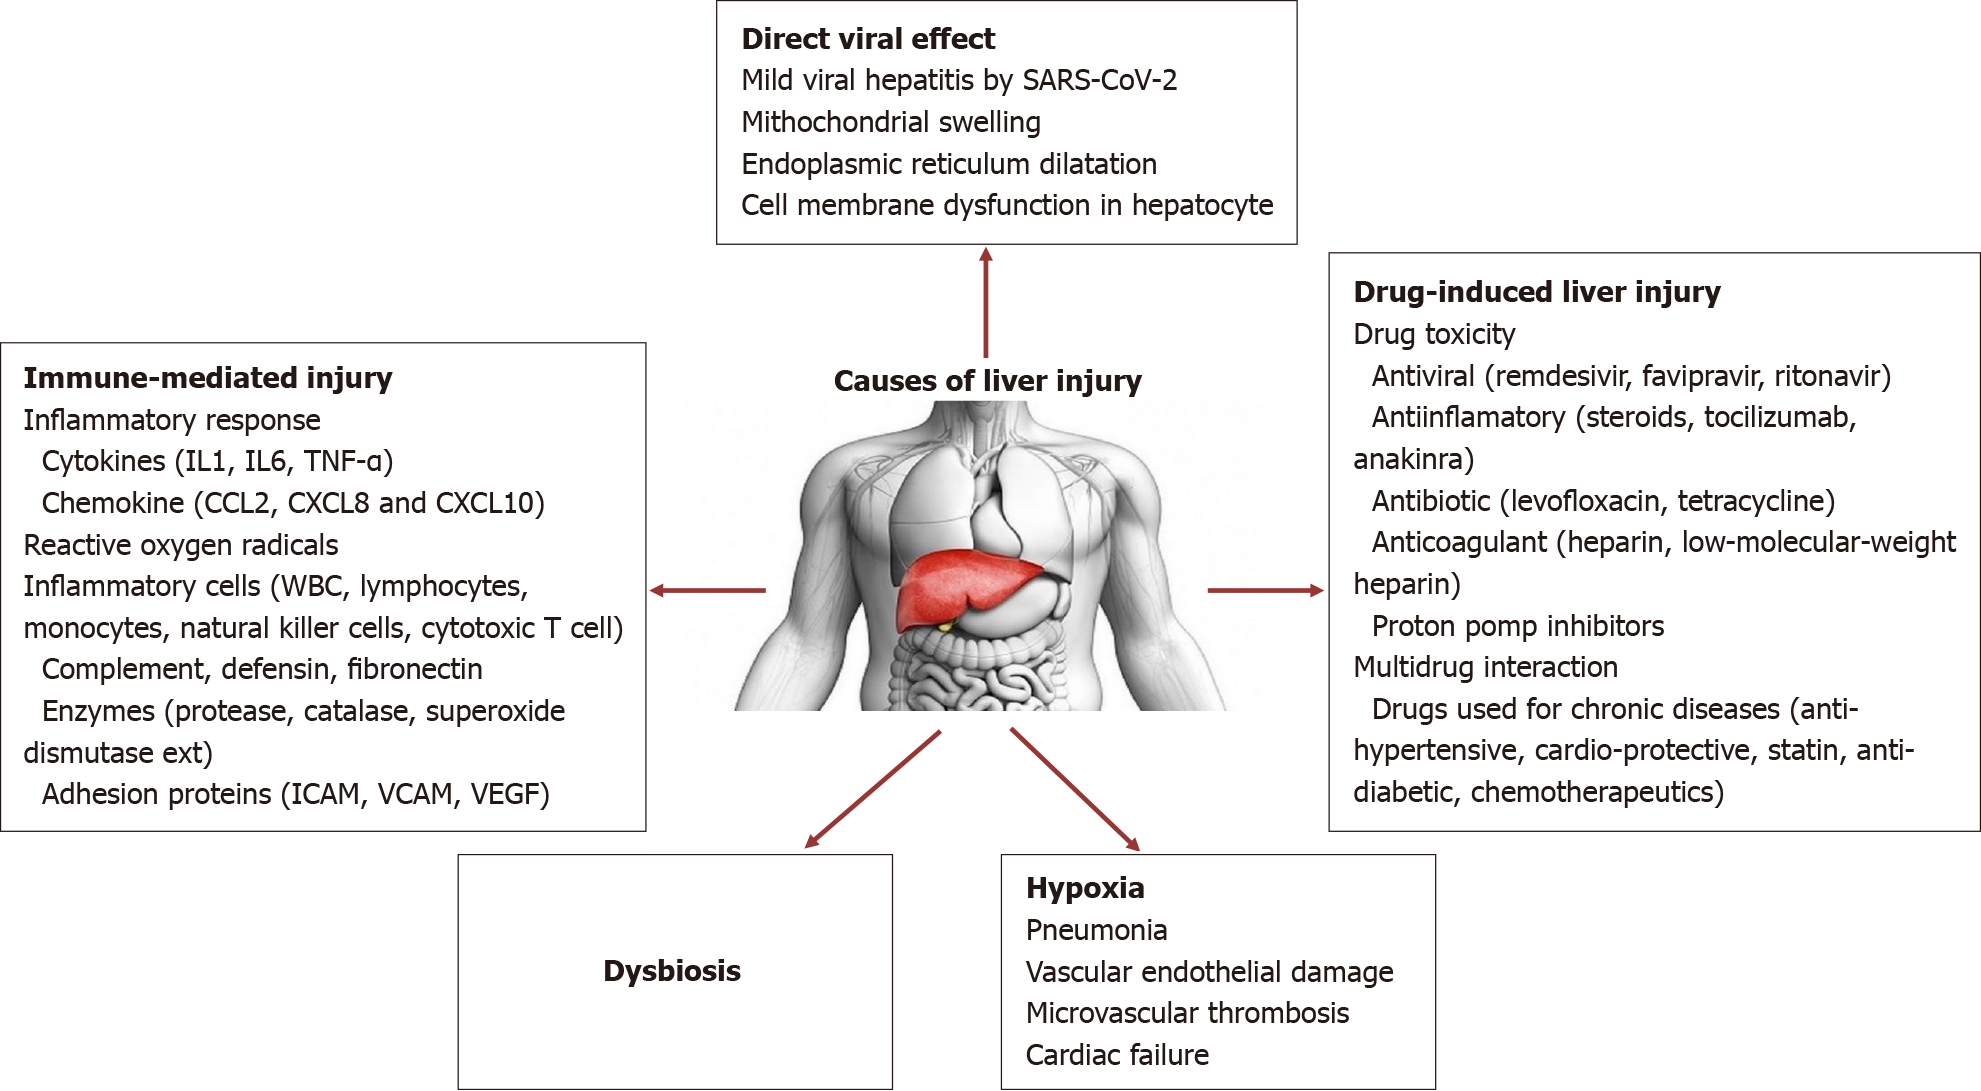 Direct viral effect
Mild viral hepatitis by SARS-CoV-2
Mithochondrial swelling
Endoplasmic reticulum dilatation
Cell membrane dysfunction in hepatocyte
Causes of liver injury
Immune-mediated injury
Inflammatory response
Cytokines (IL1, IL6, TNF-α)
Chemokine (CCL2, CXCL8 and CXCL10)
Reactive oxygen radicals
Inflammatory cells (WBC, lymphocytes,
monocytes, natural killer cells, cytotoxic T cell)
Complement, defensin, fibronectin
Enzymes (protease, catalase, superoxide
dismutase ext)
Adhesion proteins (ICAM, VCAM, VEGF)
Drug-induced liver injury
Drug toxicity
Antiviral (remdesivir, favipravir, ritonavir)
Antiinflamatory (steroids, tocilizumab,
anakinra)
Antibiotic (levofloxacin, tetracycline)
Anticoagulant (heparin, low-molecular-weight
heparin)
Proton pomp inhibitors
Multidrug interaction
Drugs used for chronic diseases (anti-
hypertensive, cardio-protective, statin, anti-
diabetic, chemotherapeutics)
Dysbiosis
Hypoxia
Pneumonia
Vascular endothelial damage
Microvascular thrombosis
Cardiac failure